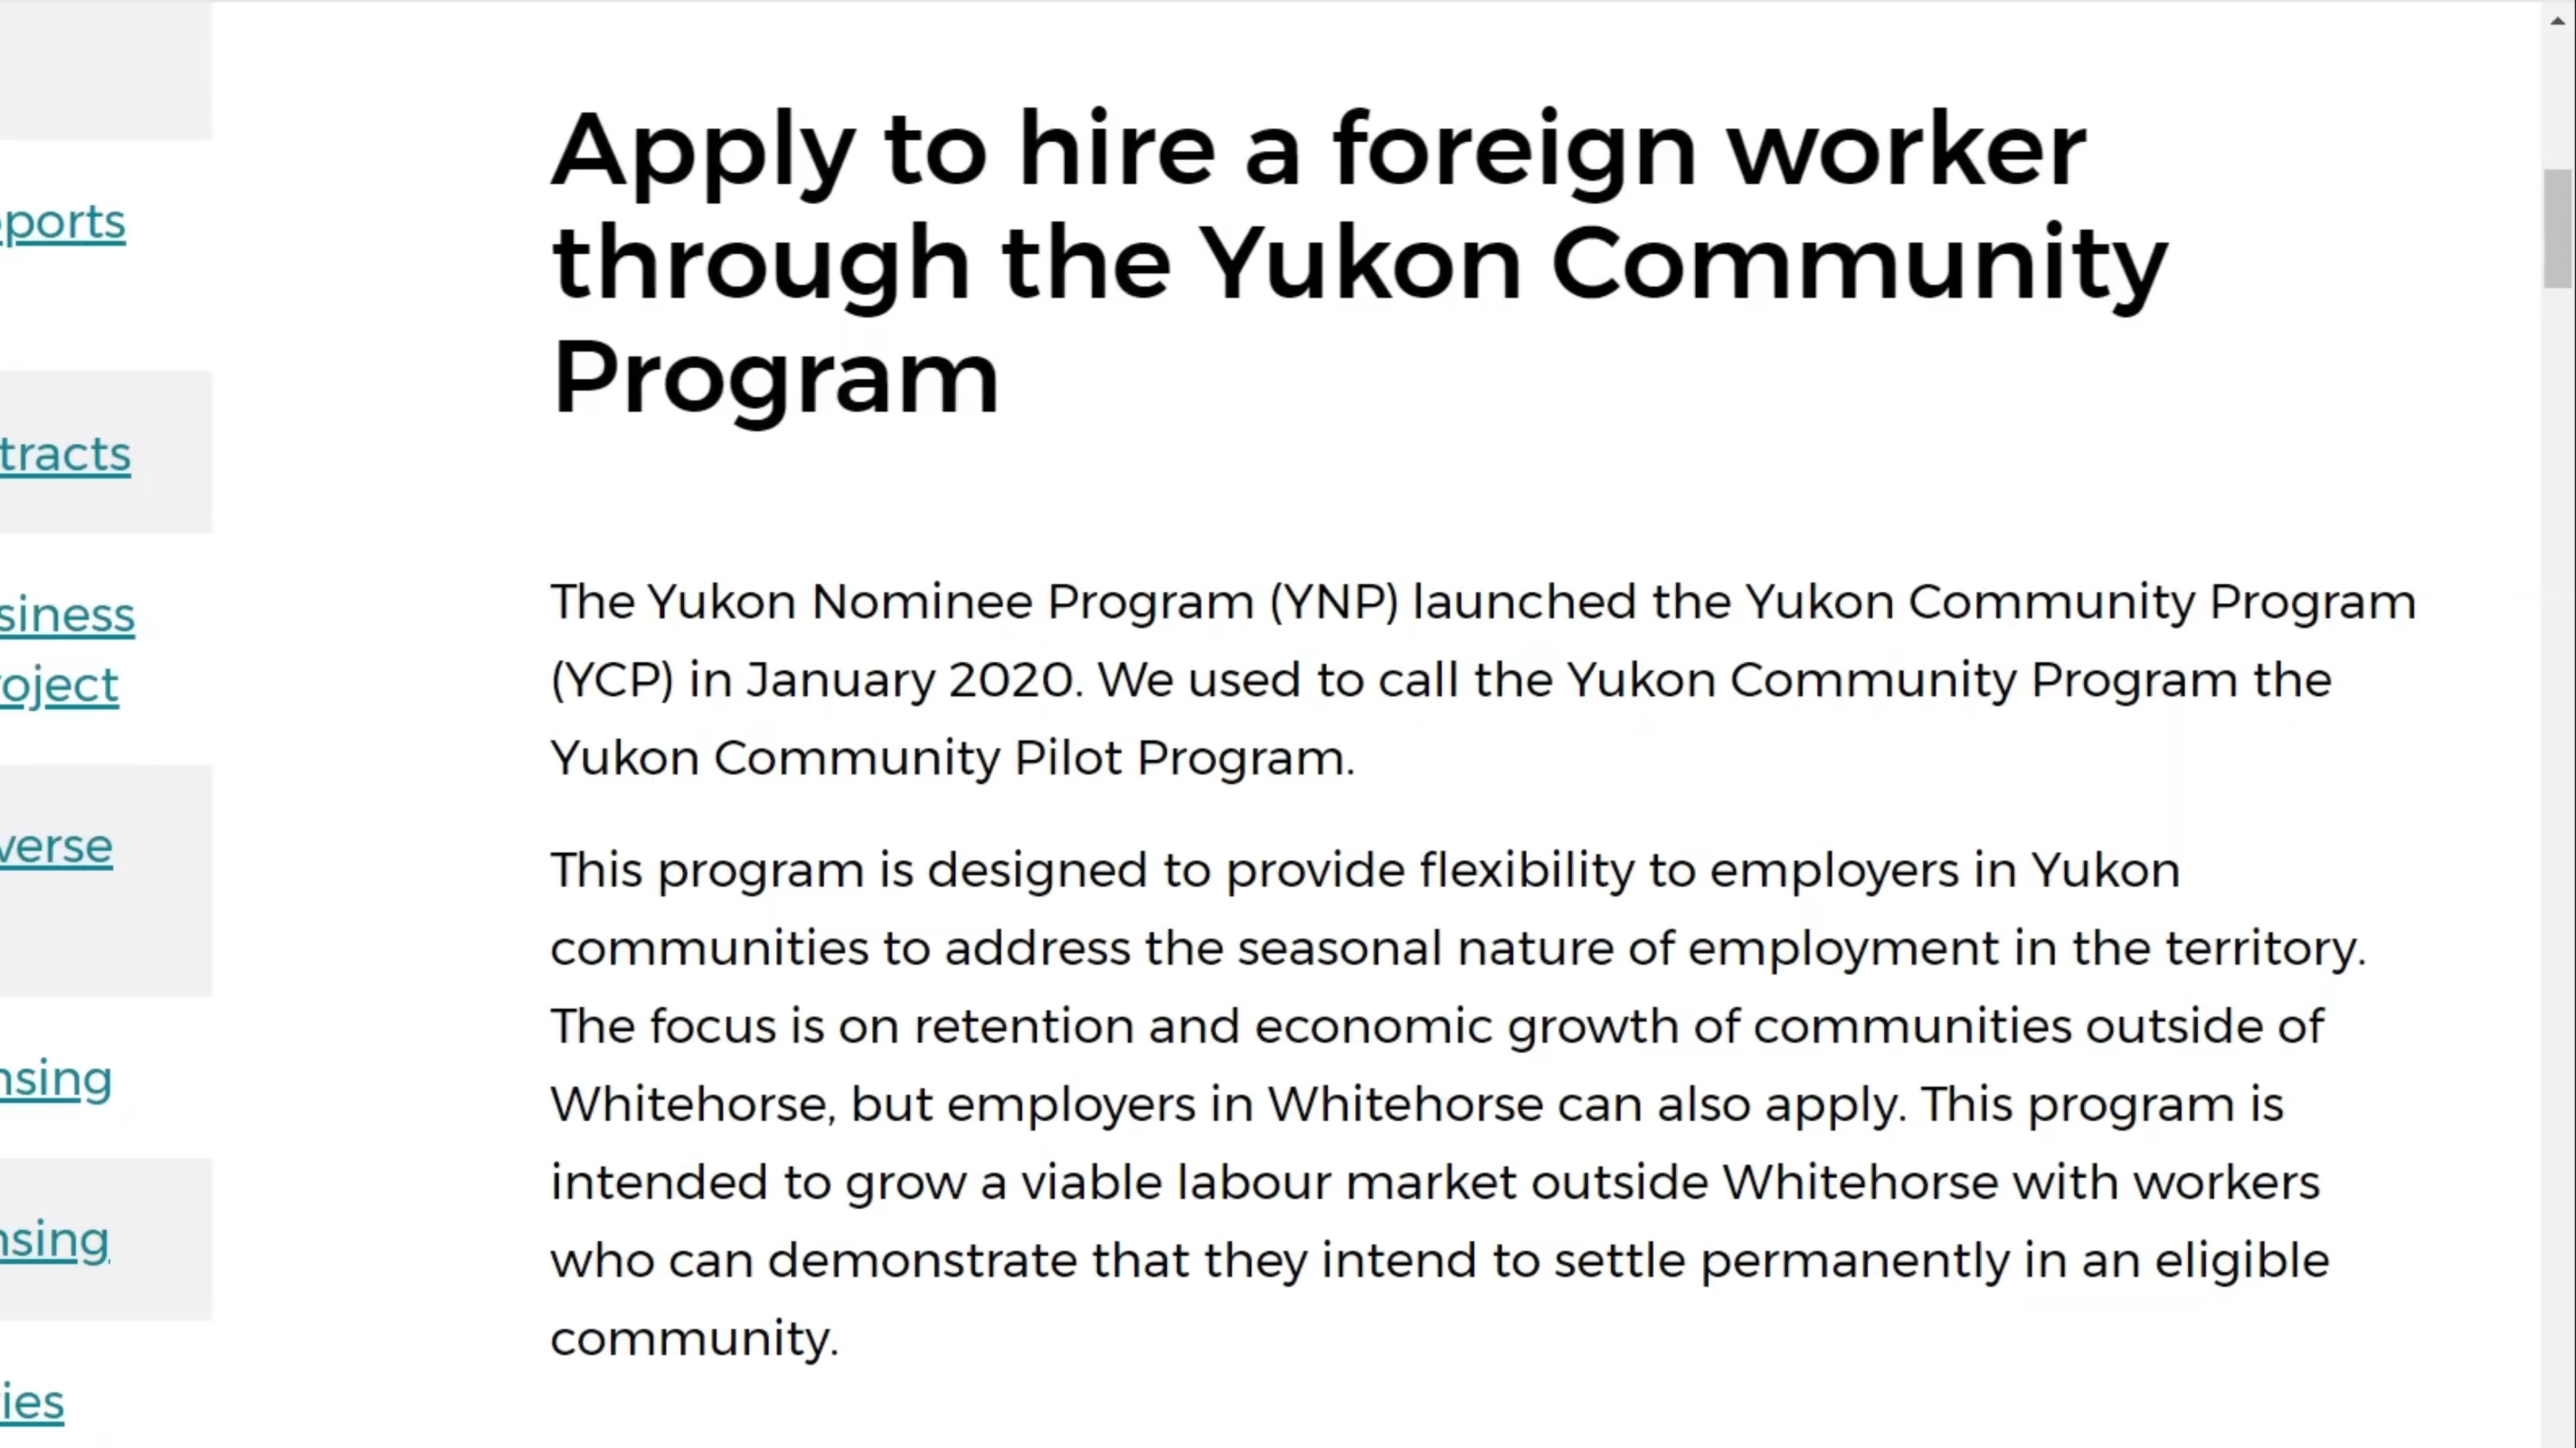 Apply to hire a foreign worker
through the Yukon Community
Program
The Yukon Nominee Program (YNP) launched the Yukon Community Program
(YCP) in January 2020. We used to call the Yukon Community Program the
Yukon Community Pilot Program.
This program is designed to provide flexibility to employers in Yukon
communities to address the seasonal nature of employment in the territory.
The focus is on retention and economic growth of communities outside of
Whitehorse, but employers in Whitehorse can also apply. This program is
intended to grow a viable labour market outside Whitehorse with workers
who can demonstrate that they intend to settle permanently in an eligible
community.
ports
tracts
siness
oject
verse
nsing
nsing
ies